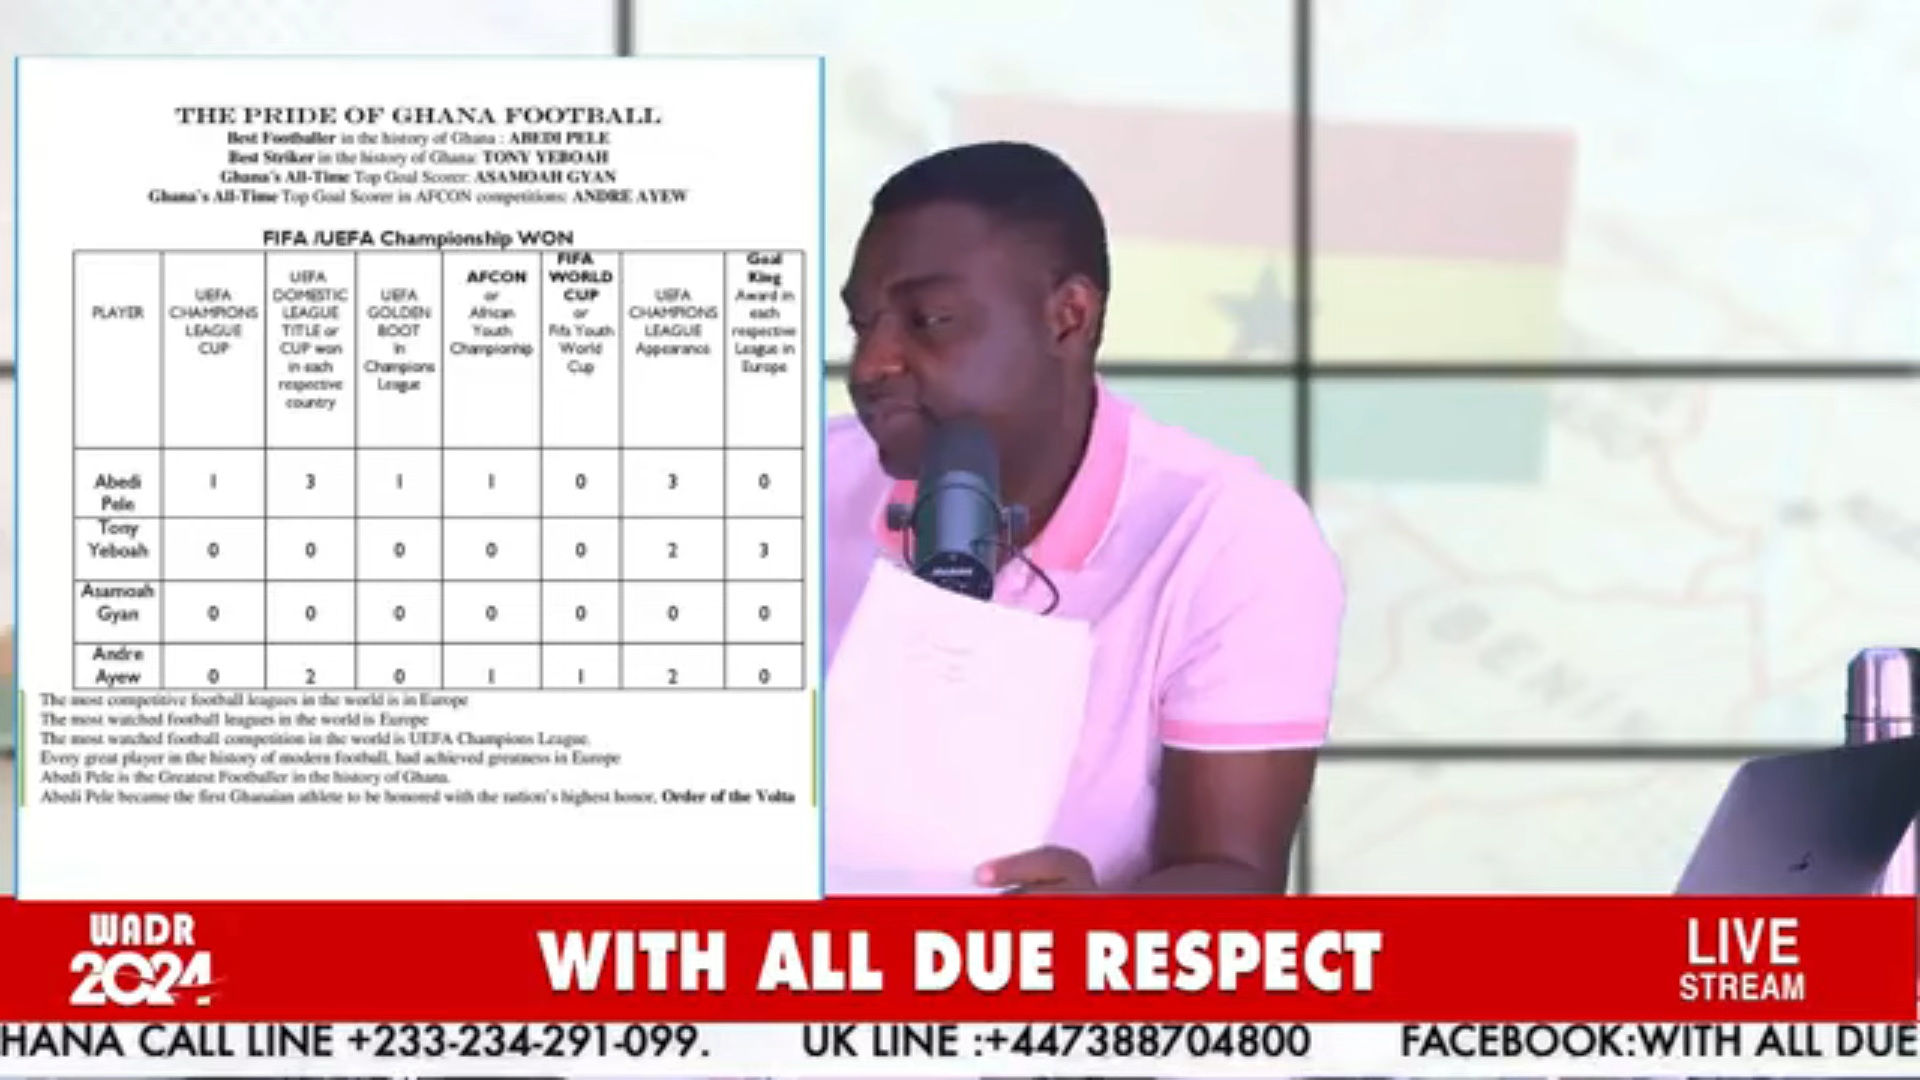 THE PRIDE OF GHANA FOOTBALL
Best Footballer in the history of Ghana : ABEDI PELE
Best Striker in the history of Ghana: TONY YEBOAH
Ghana's All-Time Top Goal Scorer: ASAMOAH GYAN
Ghana's All-Time Top Goal Scorer in AFCON competitions: ANDRE AYEW
FIFA /UEFA Championship WON
PLAYER
UEFA
CHAMPIONS
LEAGUE
CUP
UEFA
DOMESTIC
LEAGUE
TITLE or
CUP won
in each
respective
country
UEFA
GOLDEN
BOOT
in
Champions
League
AFCON
or
African
Youth
Championhip
FIFA
WORLD
CUP
or
Fifa Youth
World
Cup
UEFA
CHAMPIONS
LEAGUE
Appearance
Goal
King
Award in
each
respective
League in
Europe
Abedi
Pele
1 3 1 1 0 3 0
Tony
Yeboah
0 0 0 0 0 2 3
Asamoah
Gyan
0 0 0 0 0 0 0
Andre
Ayew
0 2 0 1 1 2 0
The most competitive football leagues in the world is in Europe
The most watched football leagues in the world is Europe
The most watched football competition in the world is UEFA Champions League.
Every great player in the history of modern football, had achieved greatness in Europe
Abedi Pele is the Greatest Footballer in the history of Ghana.
Abedi Pele became the first Ghanaian athlete to be honored with the nation's highest honor, Order of the Volta
WADR
2024
WITH ALL DUE RESPECT
LIVE
STREAM
HANA CALL LINE +233-234-291-099. UK LINE :+447388704800 FACEBOOK:WITH ALL DUE